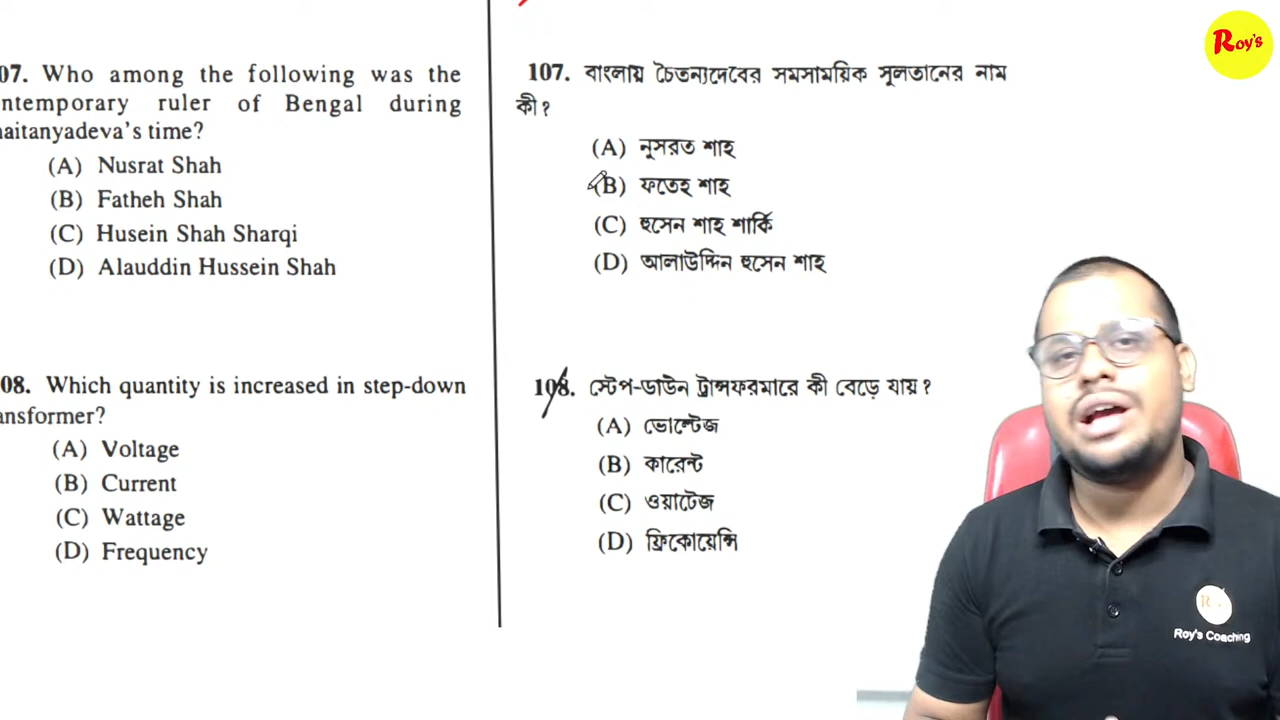 07. Who among the following was the
ntemporary ruler of Bengal during
aitanyadeva's time?
(A) Nusrat Shah
(B) Fatheh Shah
(C) Husein Shah Sharqi
(D) Alauddin Hussein Shah
08. Which quantity is increased in step-down
ansformer?
(A) Voltage
(B) Current
(C) Wattage
(D) Frequency
107. বাংলায় চৈতন্যদেবের সমসাময়িক সুলতানের নাম
কী?
(A) নুসরত শাহ
(B) ফতেহ শাহ
(C) হুসেন শাহ শার্কি
(D) আলাউদ্দিন হুসেন শাহ
108. স্টেপ-ডাউন ট্রান্সফরমারে কী বেড়ে যায়?
(A) ভোল্টেজ
(B) কারেন্ট
(C) ওয়াটেজ
(D) ফ্রিকোয়েন্সি
Roy's
Roy's Coaching